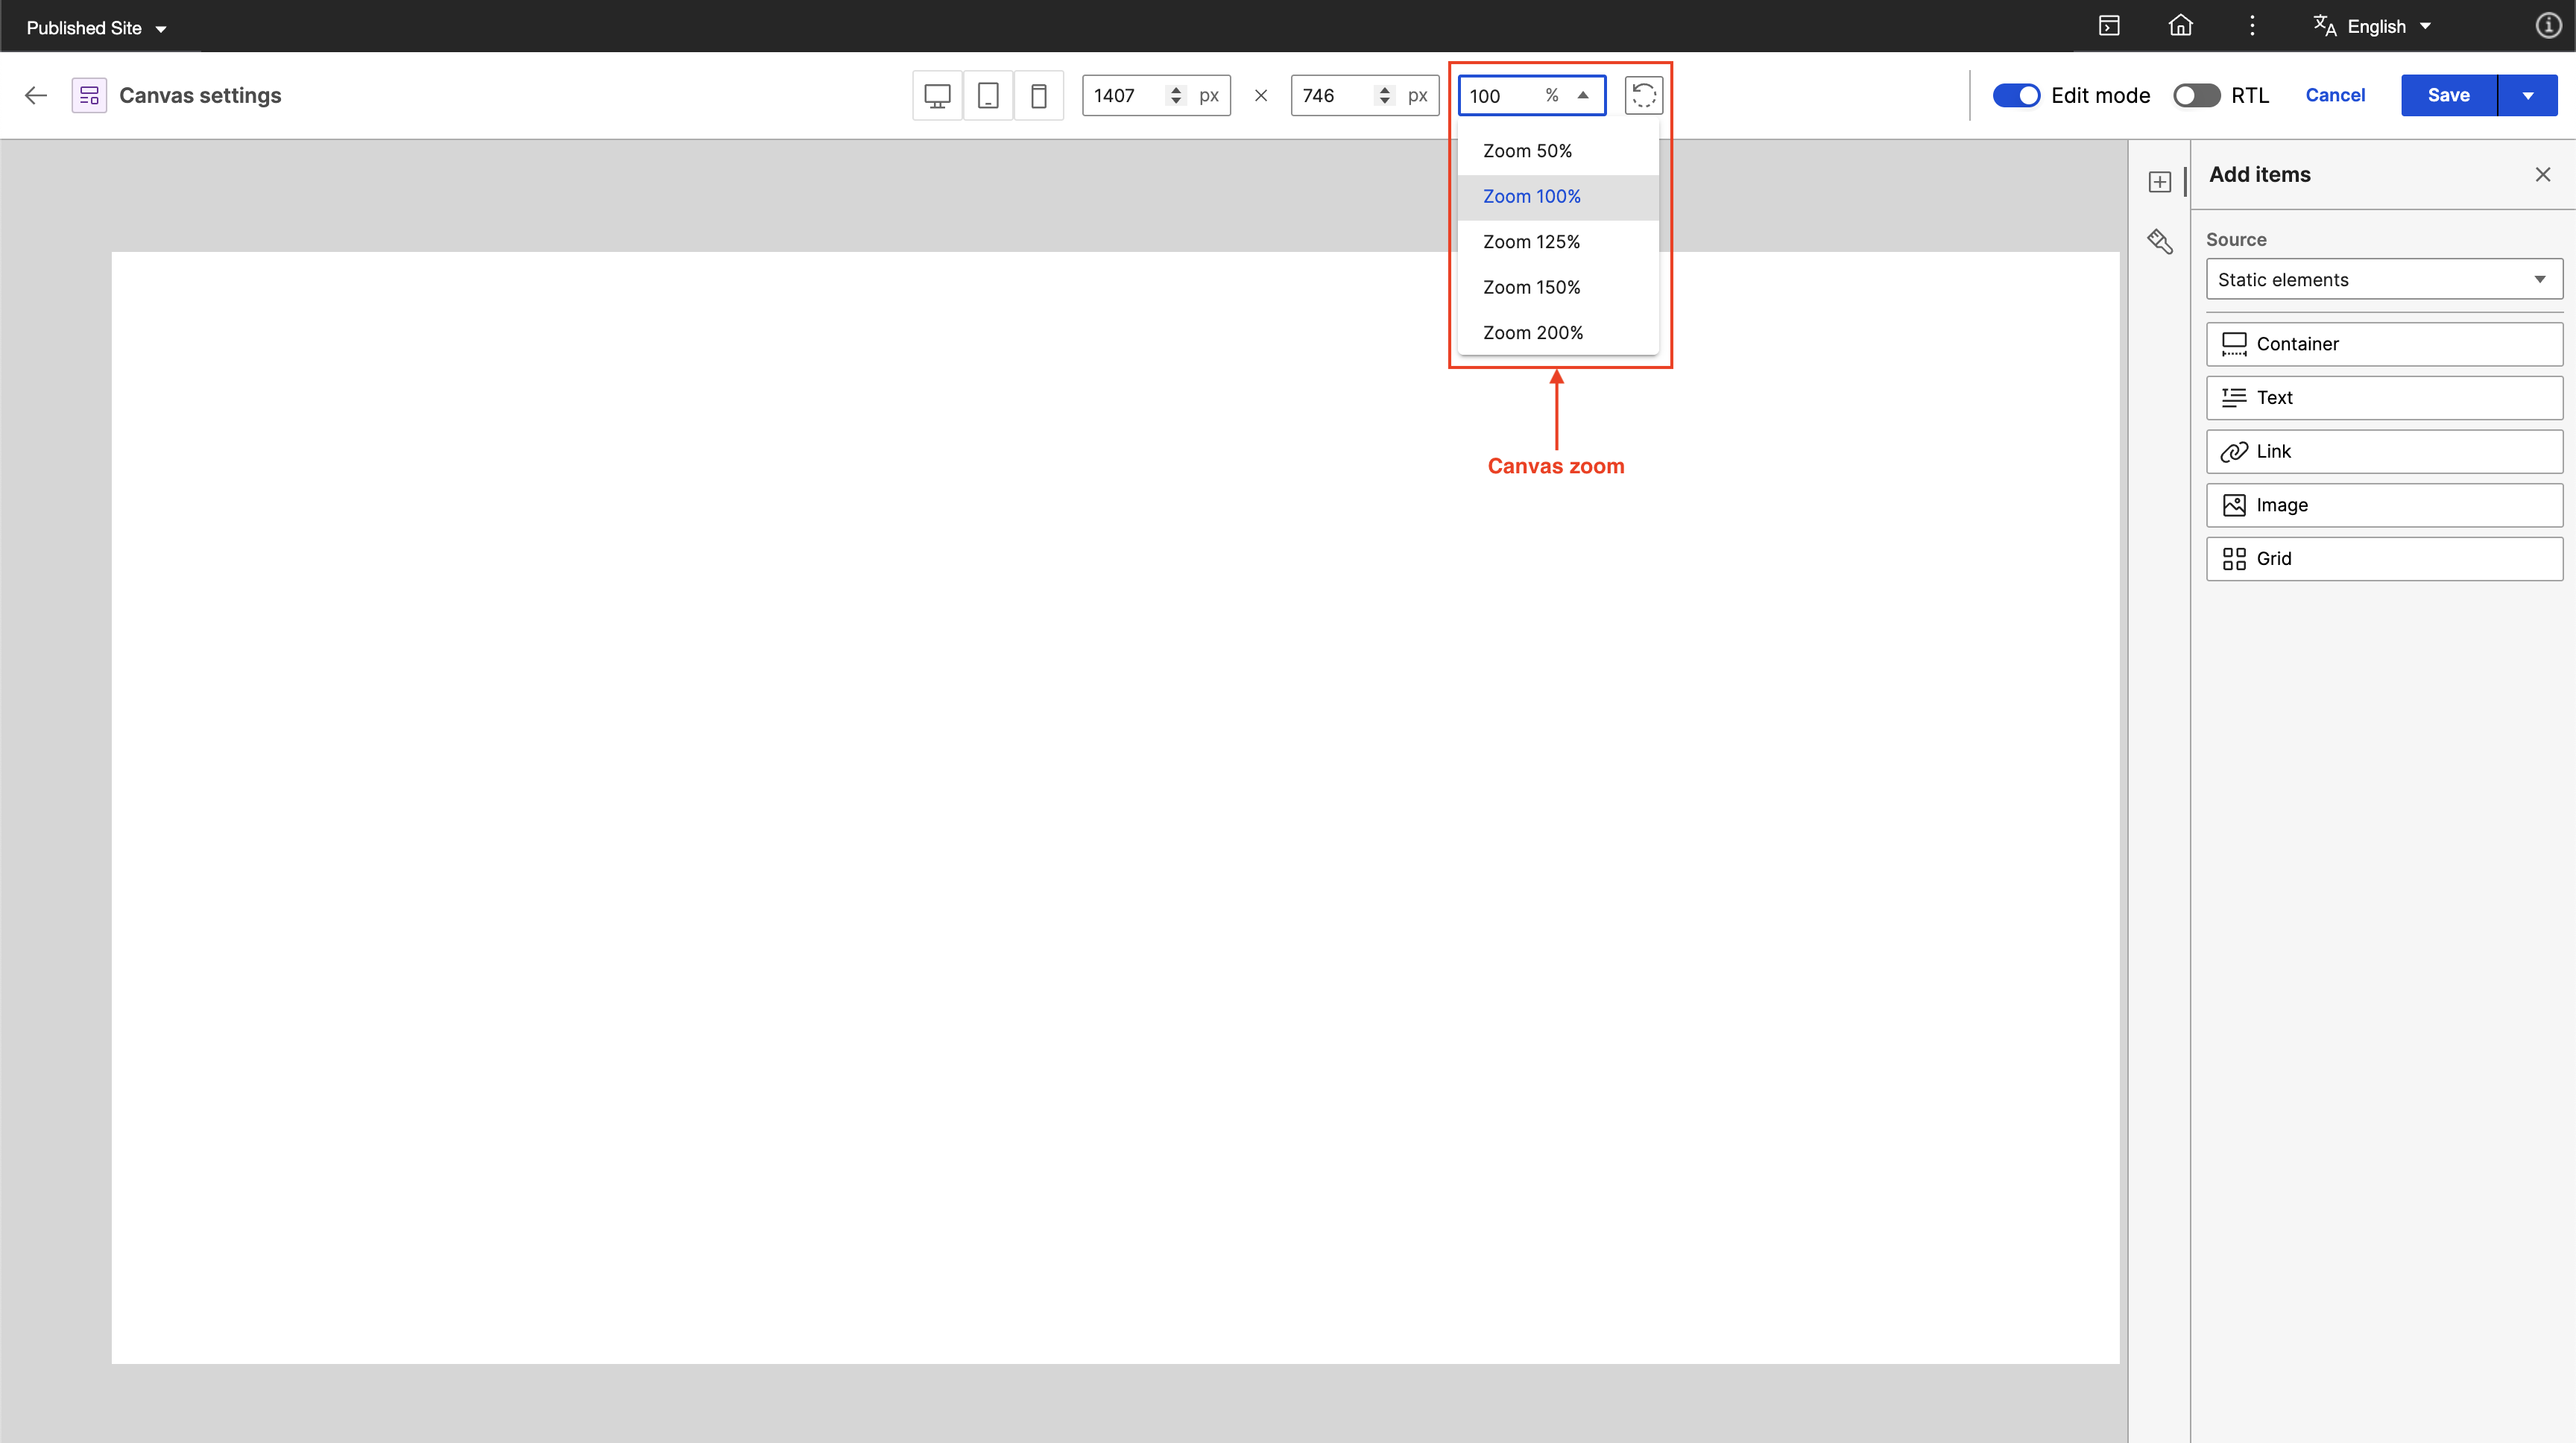 Published Site
English
Canvas settings
1407 px × 746 px
100 %
Edit mode
RTL
Cancel
Save
Zoom 50%
Zoom 100%
Zoom 125%
Zoom 150%
Zoom 200%
Canvas zoom
Add items
Source
Static elements
Container
Text
Link
Image
Grid